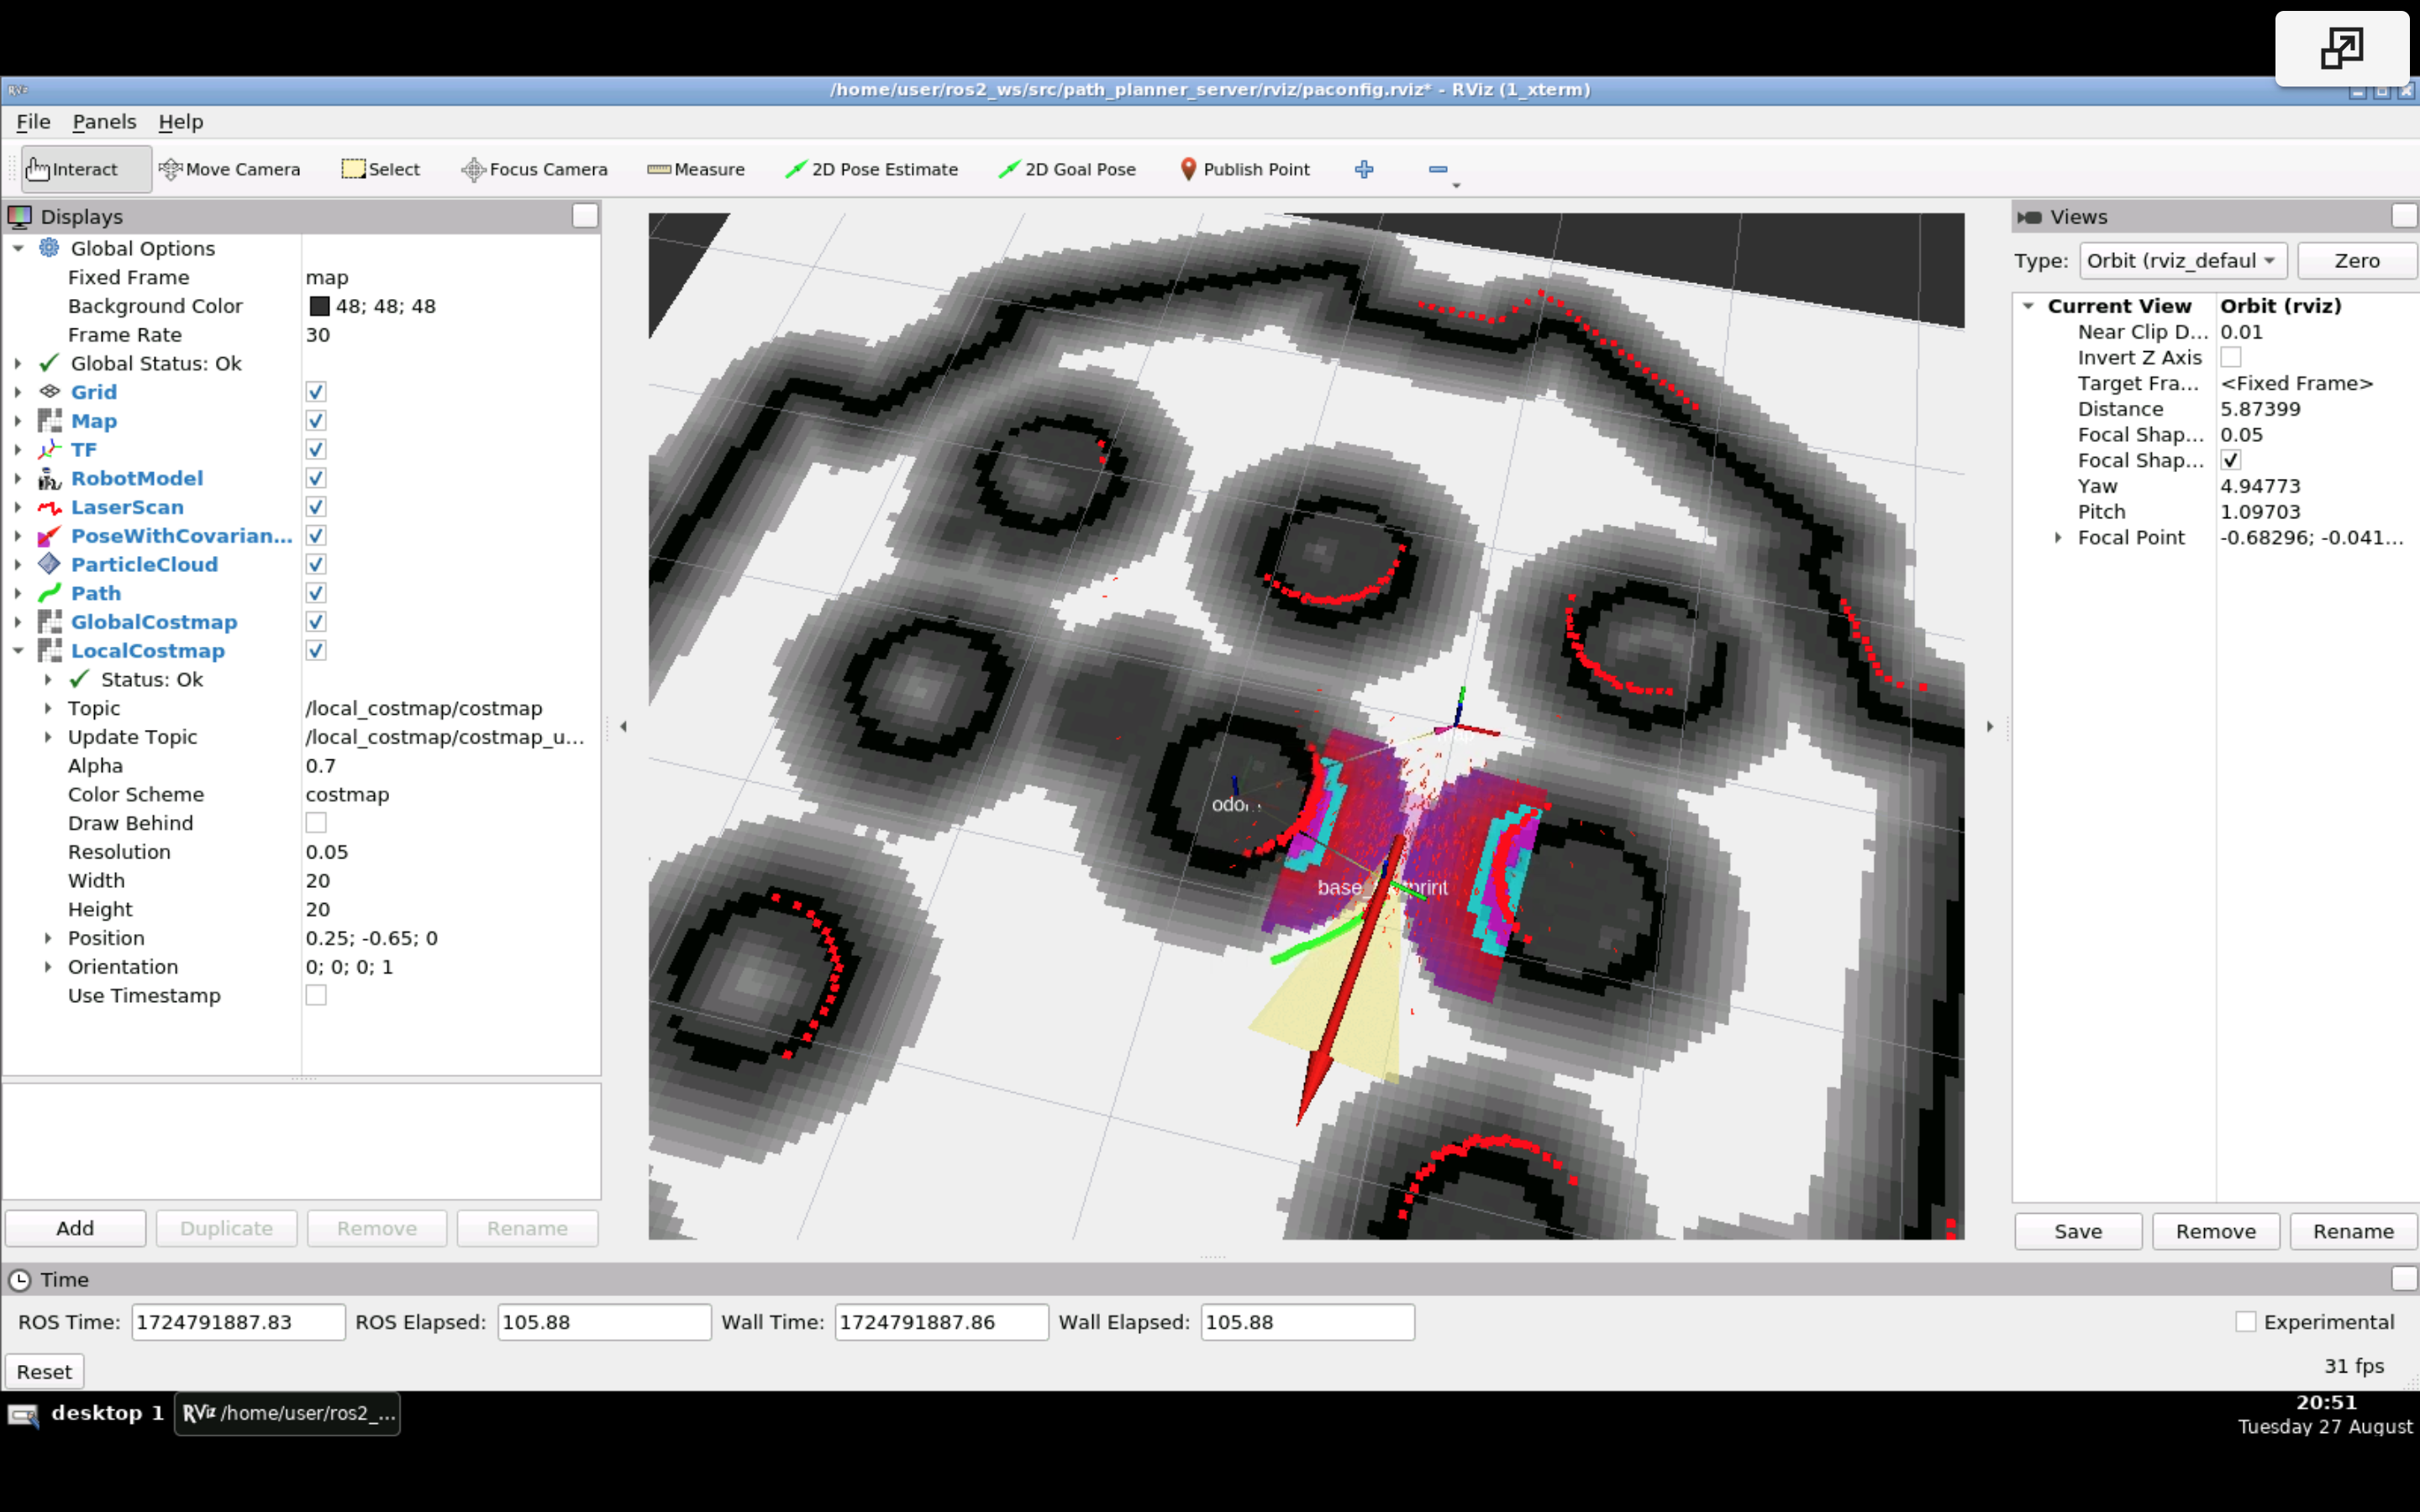 /home/user/ros2_ws/src/path_planner_server/rviz/paconfig.rviz* - RViz (1_xterm)
File Panels Help
Interact Move Camera Select Focus Camera Measure 2D Pose Estimate 2D Goal Pose Publish Point
Displays
Global Options
Fixed Frame map
Background Color 48; 48; 48
Frame Rate 30
Global Status: Ok
Grid
Map
TF
RobotModel
LaserScan
PoseWithCovarian...
ParticleCloud
Path
GlobalCostmap
LocalCostmap
Status: Ok
Topic /local_costmap/costmap
Update Topic /local_costmap/costmap_u...
Alpha 0.7
Color Scheme costmap
Draw Behind
Resolution 0.05
Width 20
Height 20
Position 0.25; -0.65; 0
Orientation 0; 0; 0; 1
Use Timestamp
Add Duplicate Remove Rename
base
Views
Type: Orbit (rviz_defaul Zero
Current View Orbit (rviz)
Near Clip D... 0.01
Invert Z Axis
Target Fra... <Fixed Frame>
Distance 5.87399
Focal Shap... 0.05
Focal Shap...
Yaw 4.94773
Pitch 1.09703
Focal Point -0.68296; -0.041...
Save Remove Rename
Time
ROS Time: 1724791887.83 ROS Elapsed: 105.88 Wall Time: 1724791887.86 Wall Elapsed: 105.88 Experimental
Reset 31 fps
desktop 1 RViz /home/user/ros2_... 20:51
Tuesday 27 August